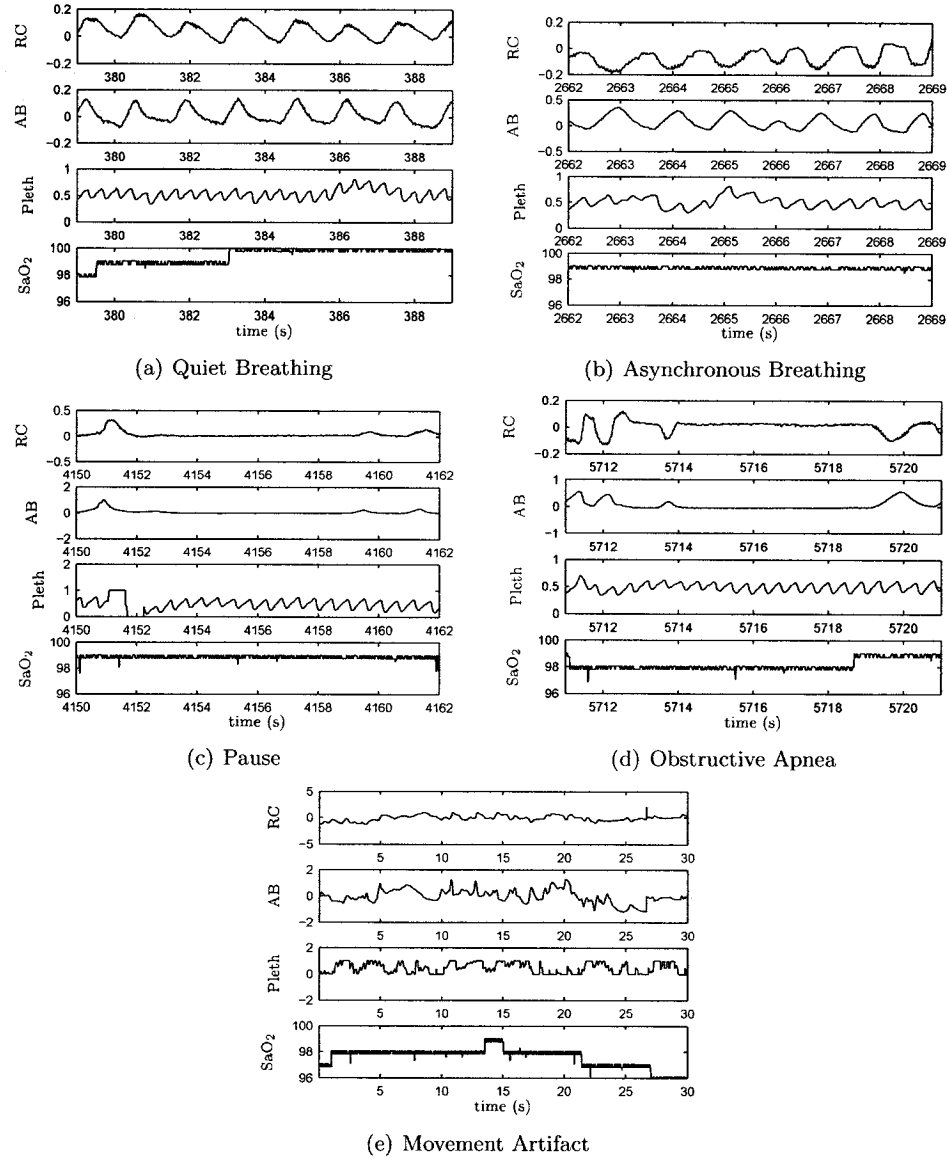 RC
0.2
0
−0.2
380 382 384 386 388
AB
0.2
0
−0.2
380 382 384 386 388
Pleth
1
0.5
0
380 382 384 386 388
SaO2
100
98
96
380 382 384 386 388
time (s)
(a) Quiet Breathing
RC
0.2
0
−0.2
2662 2663 2664 2665 2666 2667 2668 2669
AB
0.5
0
−0.5
2662 2663 2664 2665 2666 2667 2668 2669
Pleth
1
0.5
0
2662 2663 2664 2665 2666 2667 2668 2669
SaO2
100
98
96
2662 2663 2664 2665 2666 2667 2668 2669
time (s)
(b) Asynchronous Breathing
RC
0.5
0
−0.5
4150 4152 4154 4156 4158 4160 4162
AB
2
0
−2
4150 4152 4154 4156 4158 4160 4162
Pleth
2
1
0
4150 4152 4154 4156 4158 4160 4162
SaO2
100
98
96
4150 4152 4154 4156 4158 4160 4162
time (s)
(c) Pause
RC
0.2
0
−0.2
5712 5714 5716 5718 5720
AB
1
0
−1
5712 5714 5716 5718 5720
Pleth
1
0.5
0
5712 5714 5716 5718 5720
SaO2
100
98
96
5712 5714 5716 5718 5720
time (s)
(d) Obstructive Apnea
RC
5
0
−5
5 10 15 20 25 30
AB
2
0
−2
5 10 15 20 25 30
Pleth
2
0
−2
5 10 15 20 25 30
SaO2
100
98
96
5 10 15 20 25 30
time (s)
(e) Movement Artifact